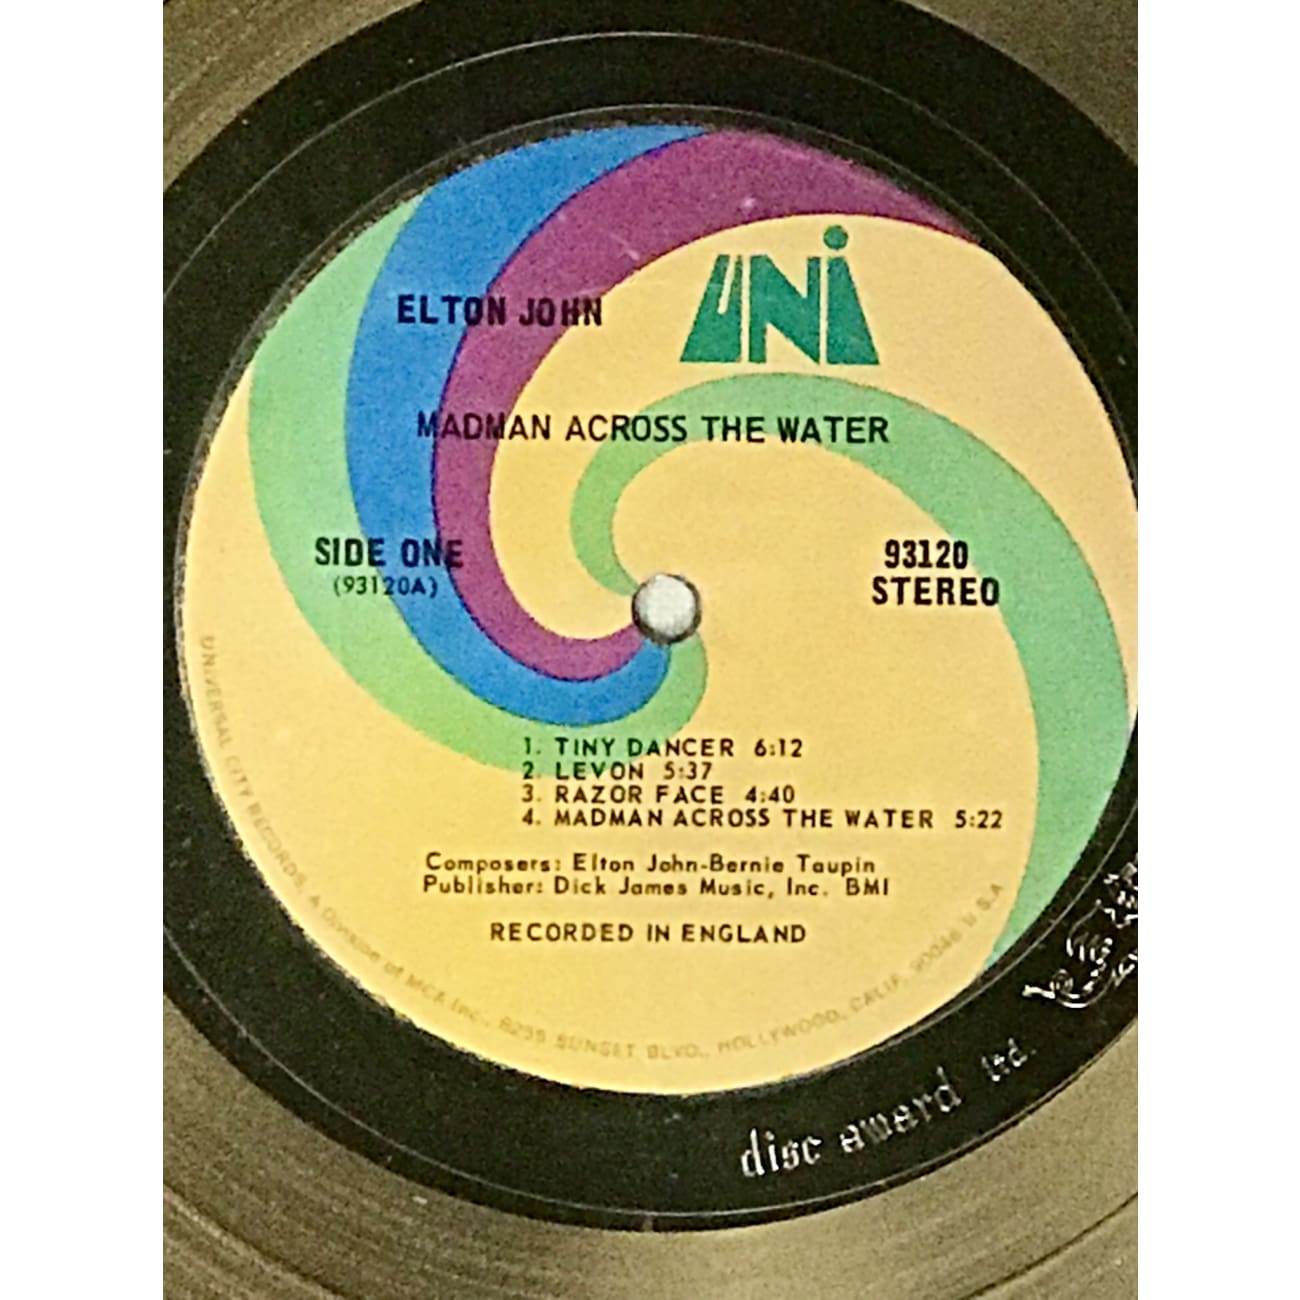 UNI
ELTON JOHN
MADMAN ACROSS THE WATER
SIDE ONE
(93120A)
93120
STEREO
1. TINY DANCER 6:12
2. LEVON 5:37
3. RAZOR FACE 4:40
4. MADMAN ACROSS THE WATER 5:22
Composers: Elton John-Bernie Taupin
Publisher: Dick James Music, Inc. BMI
RECORDED IN ENGLAND
UNIVERSAL CITY RECORDS, A Division of MCA Inc., 8255 SUNSET BLVD., HOLLYWOOD, CALIF. 90046 U.S.A
disc award ltd.